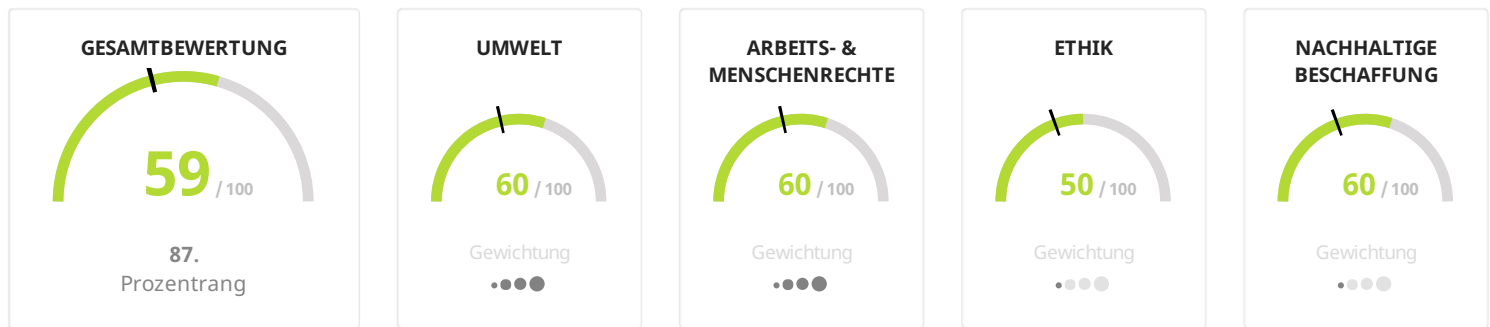 GESAMTBEWERTUNG
59 / 100
87.
Prozentrang
UMWELT
60 / 100
Gewichtung
ARBEITS- &
MENSCHENRECHTE
60 / 100
Gewichtung
ETHIK
50 / 100
Gewichtung
NACHHALTIGE
BESCHAFFUNG
60 / 100
Gewichtung